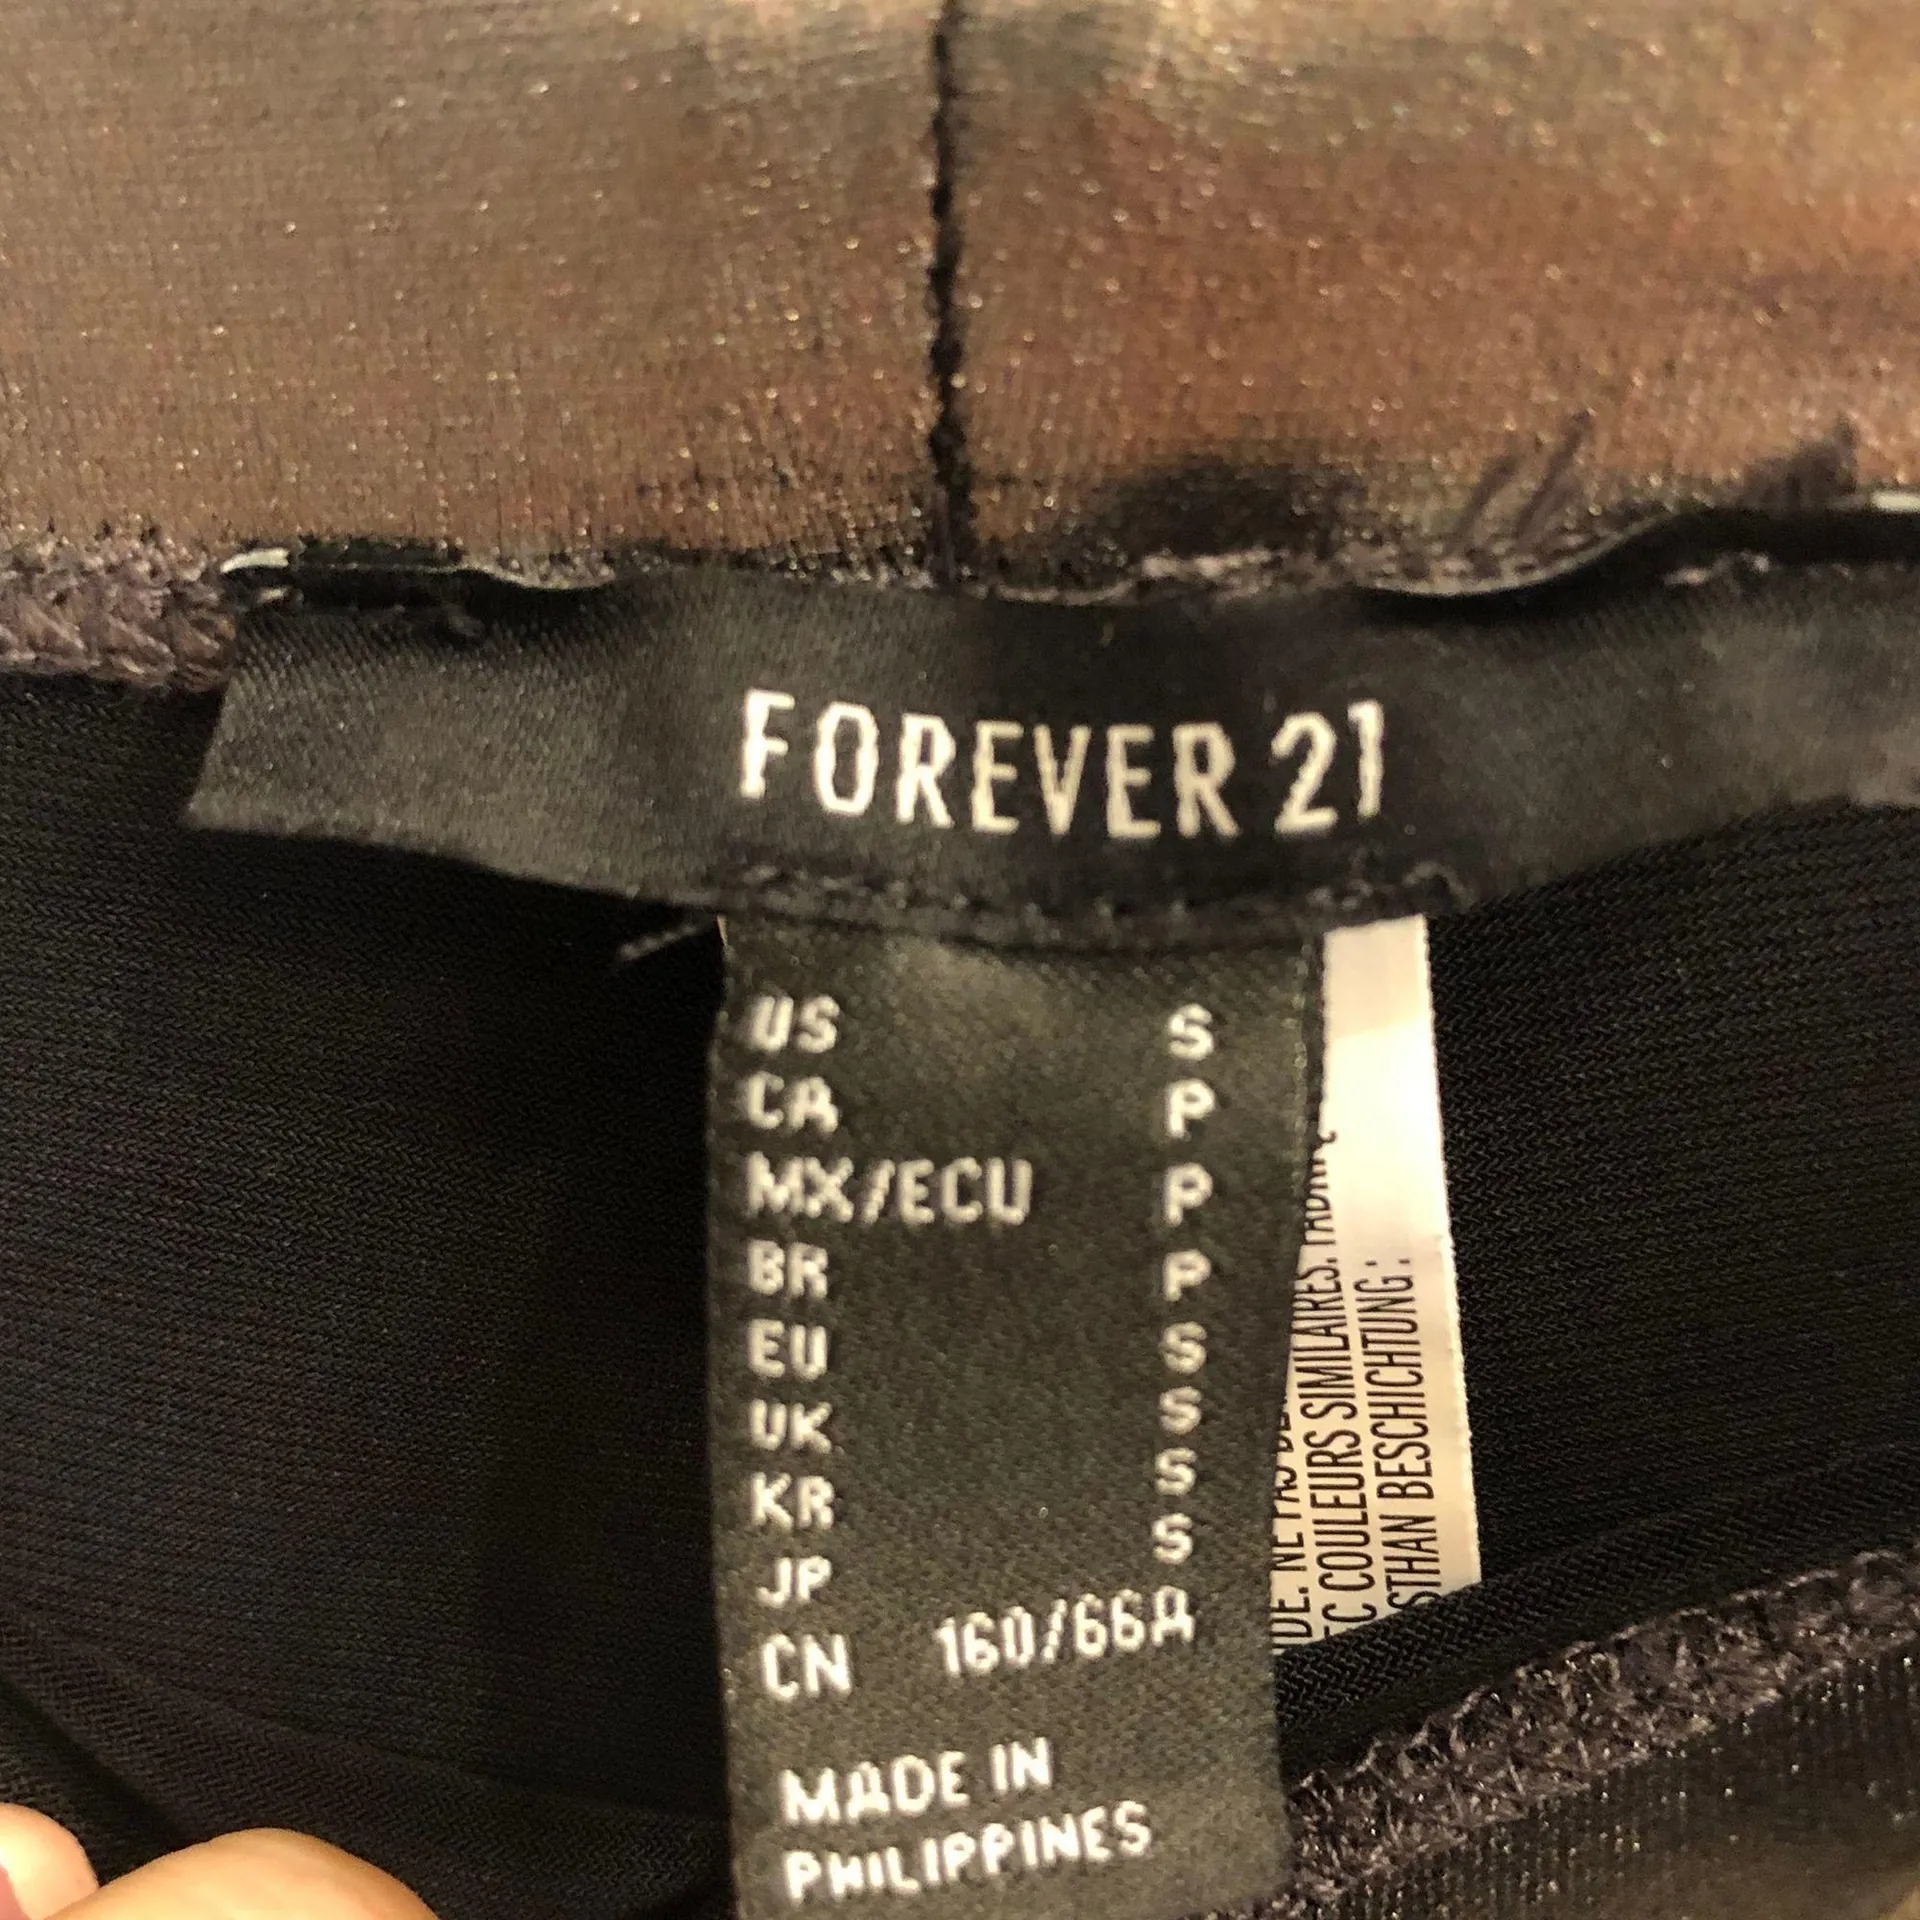 FOREVER 21
US S
CA P
MX/ECU P
BR P
EU S
UK S
KR S
JP S
CN 160/66A
MADE IN
PHILIPPINES
COULEURS SIMILAIRES.
BESCHICHTUNG :